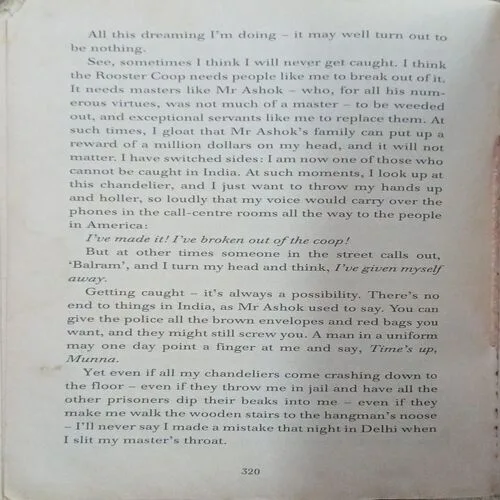 All this dreaming I'm doing – it may well turn out to
be nothing.
See, sometimes I think I will never get caught. I think
the Rooster Coop needs people like me to break out of it.
It needs masters like Mr Ashok – who, for all his num-
erous virtues, was not much of a master – to be weeded
out, and exceptional servants like me to replace them. At
such times, I gloat that Mr Ashok's family can put up a
reward of a million dollars on my head, and it will not
matter. I have switched sides: I am now one of those who
cannot be caught in India. At such moments, I look up at
this chandelier, and I just want to throw my hands up
and holler, so loudly that my voice would carry over the
phones in the call-centre rooms all the way to the people
in America:
I've made it! I've broken out of the coop!
But at other times someone in the street calls out,
'Balram', and I turn my head and think, I've given myself
away.
Getting caught – it's always a possibility. There's no
end to things in India, as Mr Ashok used to say. You can
give the police all the brown envelopes and red bags you
want, and they might still screw you. A man in a uniform
may one day point a finger at me and say, Time's up,
Munna.
Yet even if all my chandeliers come crashing down to
the floor – even if they throw me in jail and have all the
other prisoners dip their beaks into me – even if they
make me walk the wooden stairs to the hangman's noose
– I'll never say I made a mistake that night in Delhi when
I slit my master's throat.
320